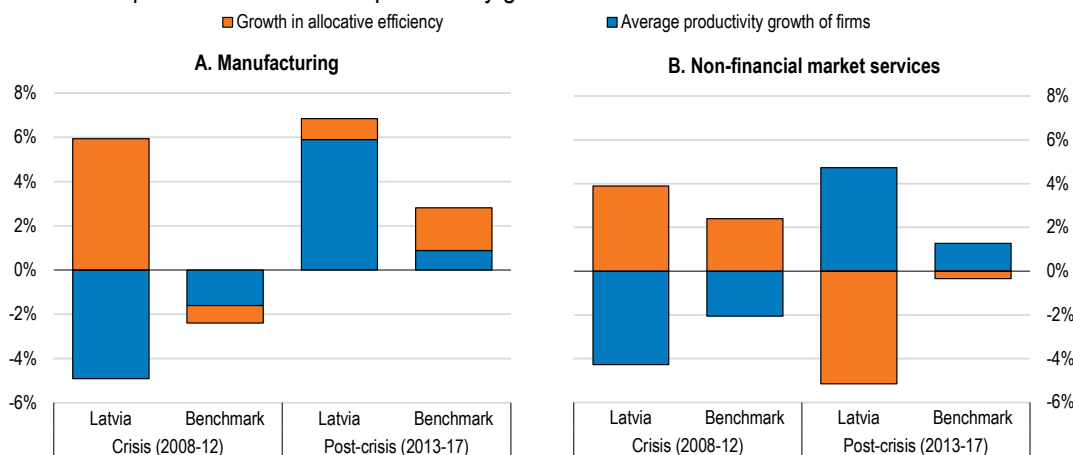 Growth in allocative efficiency Average productivity growth of firms
A. Manufacturing
8%
6%
4%
2%
0%
-2%
-4%
-6%
Latvia Benchmark Latvia Benchmark
Crisis (2008-12) Post-crisis (2013-17)
B. Non-financial market services
8%
6%
4%
2%
0%
-2%
-4%
-6%
Latvia Benchmark Latvia Benchmark
Crisis (2008-12) Post-crisis (2013-17)